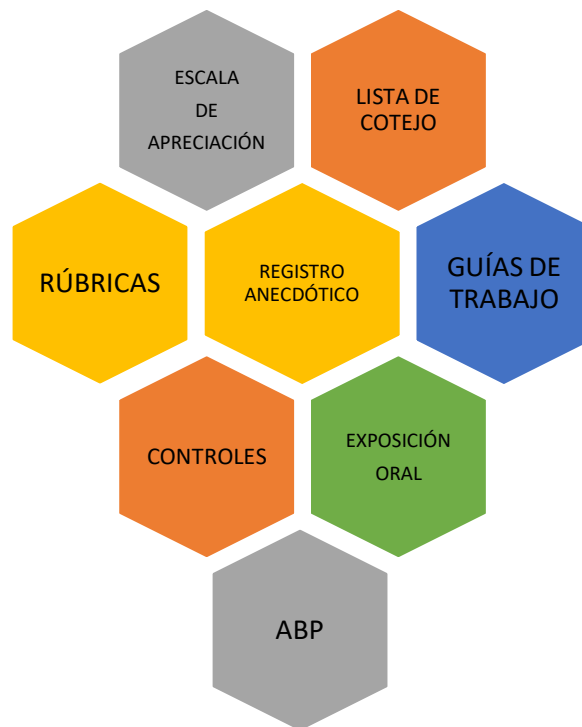 ESCALA
DE
APRECIACIÓN
LISTA DE
COTEJO
RÚBRICAS
REGISTRO
ANECDÓTICO
GUÍAS DE
TRABAJO
CONTROLES
EXPOSICIÓN
ORAL
ABP